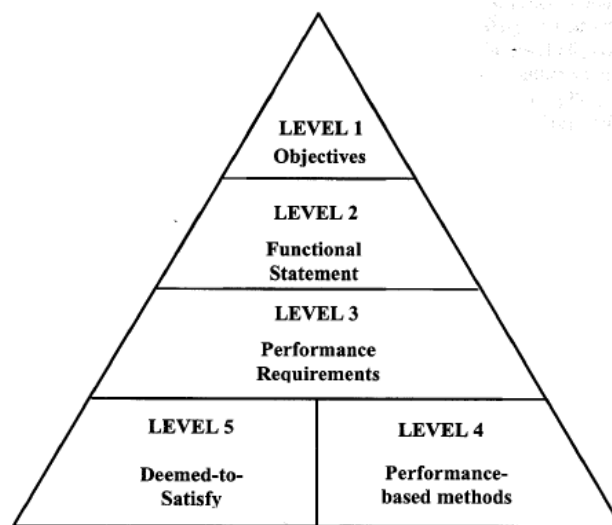 LEVEL 1
Objectives
LEVEL 2
Functional
Statement
LEVEL 3
Performance
Requirements
LEVEL 5
Deemed-to-
Satisfy
LEVEL 4
Performance-
based methods